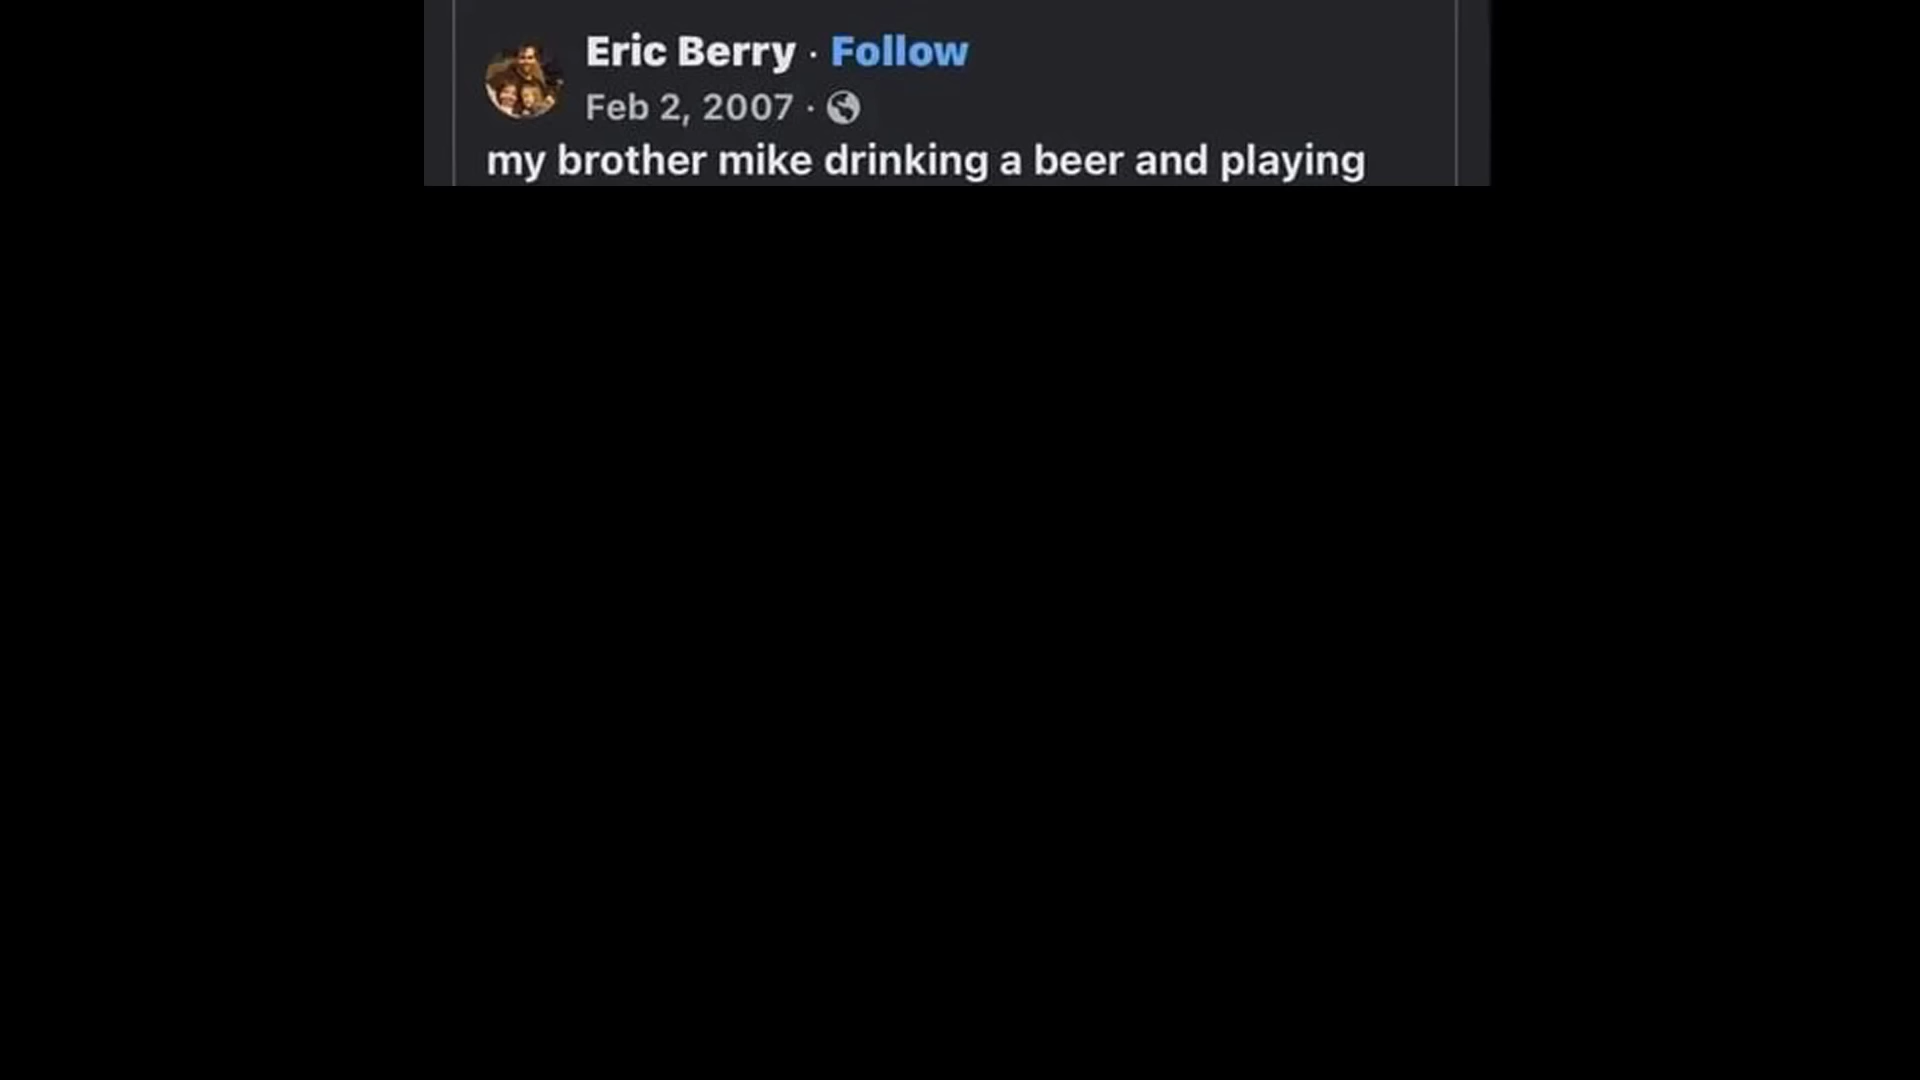 Eric Berry · Follow
Feb 2, 2007 ·
my brother mike drinking a beer and playing